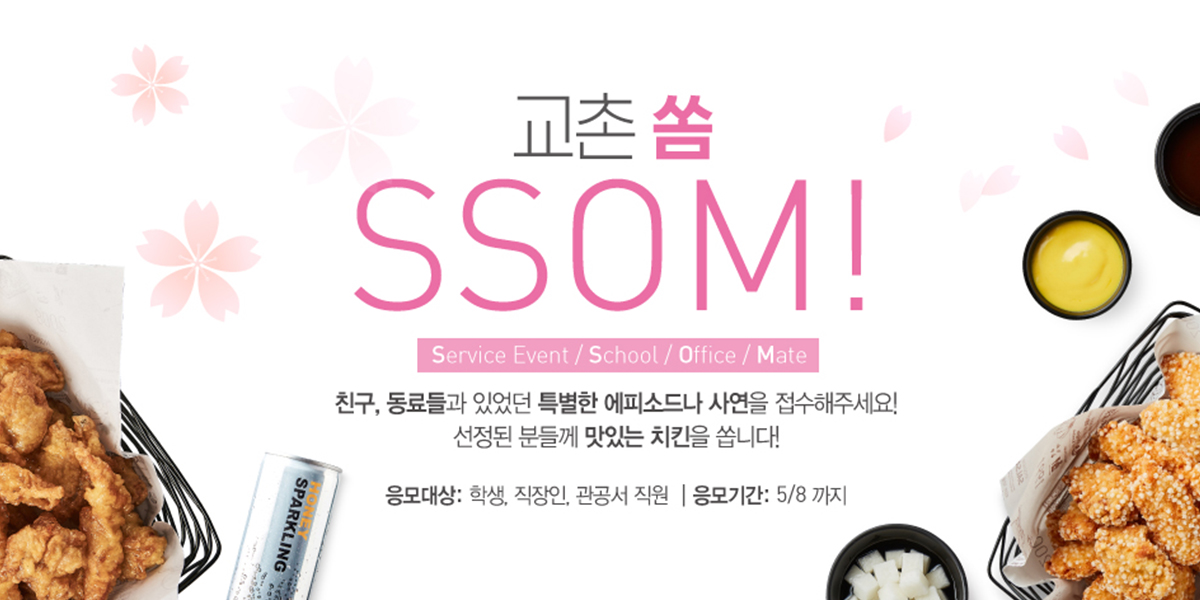 교촌 쏨
SSOM!
Service Event / School / Office / Mate
친구, 동료들과 있었던 특별한 에피소드나 사연을 접수해주세요!
선정된 분들께 맛있는 치킨을 쏩니다!
응모대상: 학생, 직장인, 관공서 직원 | 응모기간: 5/8 까지
HONEY
SPARKLING